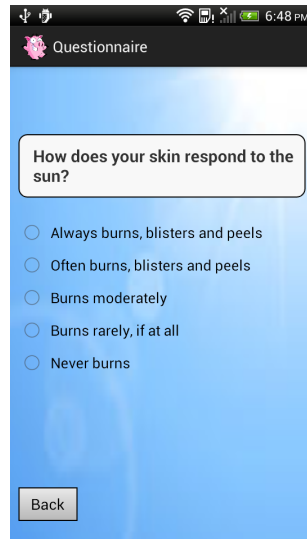 6:48 PM
Questionnaire
How does your skin respond to the
sun?
Always burns, blisters and peels
Often burns, blisters and peels
Burns moderately
Burns rarely, if at all
Never burns
Back